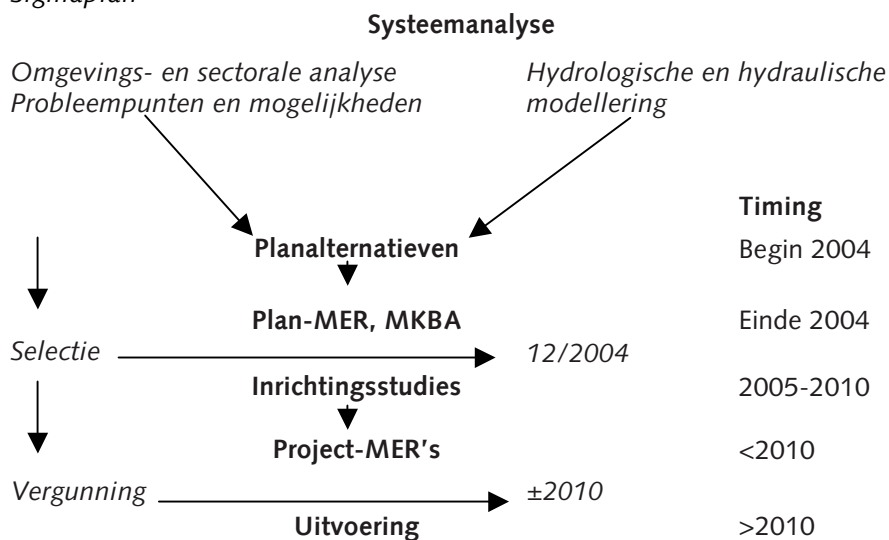 Systeemanalyse
Omgevings- en sectorale analyse
Probleempunten en mogelijkheden
Hydrologische en hydraulische
modellering
Timing
Planalternatieven
Begin 2004
Plan-MER, MKBA
Einde 2004
Selectie
12/2004
Inrichtingsstudies
2005-2010
Project-MER's
<2010
Vergunning
±2010
Uitvoering
>2010